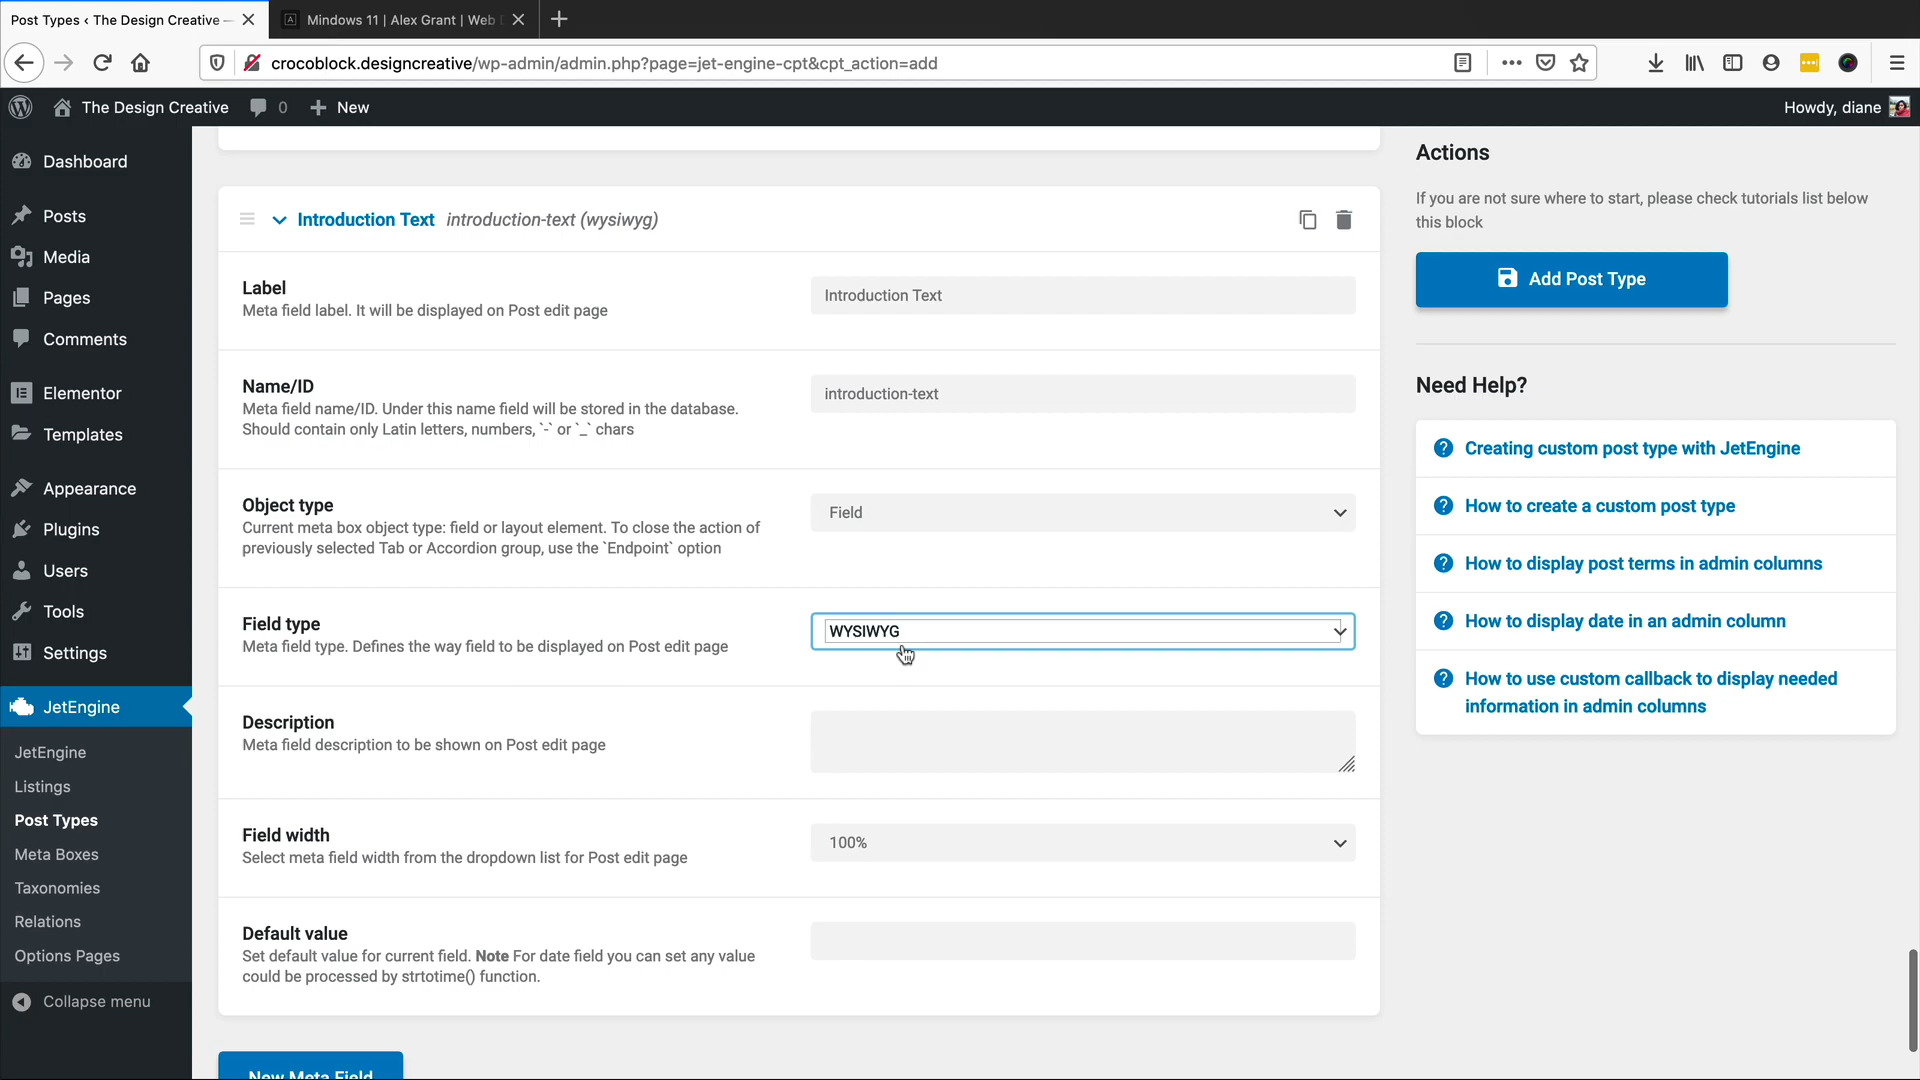 Post Types ‹ The Design Creative —
Mindows 11 | Alex Grant | Web
crocoblock.designcreative/wp-admin/admin.php?page=jet-engine-cpt&cpt_action=add
The Design Creative
0
New
Howdy, diane
Dashboard
Posts
Media
Pages
Comments
Elementor
Templates
Appearance
Plugins
Users
Tools
Settings
JetEngine
JetEngine
Listings
Post Types
Meta Boxes
Taxonomies
Relations
Options Pages
Collapse menu
Introduction Text introduction-text (wysiwyg)
Label
Meta field label. It will be displayed on Post edit page
Introduction Text
Name/ID
Meta field name/ID. Under this name field will be stored in the database.
Should contain only Latin letters, numbers, `-` or `_` chars
introduction-text
Object type
Current meta box object type: field or layout element. To close the action of
previously selected Tab or Accordion group, use the `Endpoint` option
Field
Field type
Meta field type. Defines the way field to be displayed on Post edit page
WYSIWYG
Description
Meta field description to be shown on Post edit page
Field width
Select meta field width from the dropdown list for Post edit page
100%
Default value
Set default value for current field. Note For date field you can set any value
could be processed by strtotime() function.
New Meta Field
Actions
If you are not sure where to start, please check tutorials list below
this block
Add Post Type
Need Help?
Creating custom post type with JetEngine
How to create a custom post type
How to display post terms in admin columns
How to display date in an admin column
How to use custom callback to display needed
information in admin columns